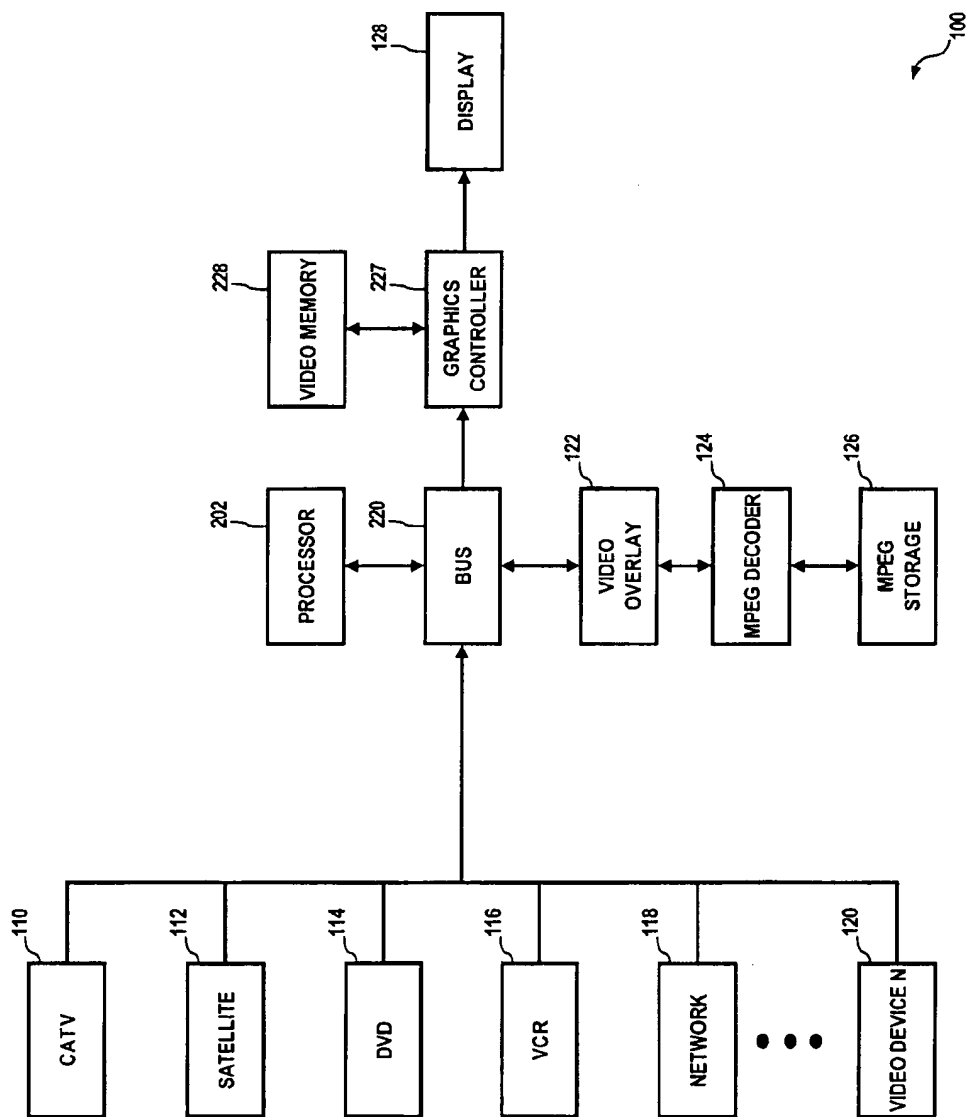 100
110
CATV
112
SATELLITE
114
DVD
116
VCR
118
NETWORK
120
VIDEO DEVICE N
202
PROCESSOR
220
BUS
122
VIDEO
OVERLAY
124
MPEG DECODER
126
MPEG
STORAGE
228
VIDEO MEMORY
227
GRAPHICS
CONTROLLER
128
DISPLAY